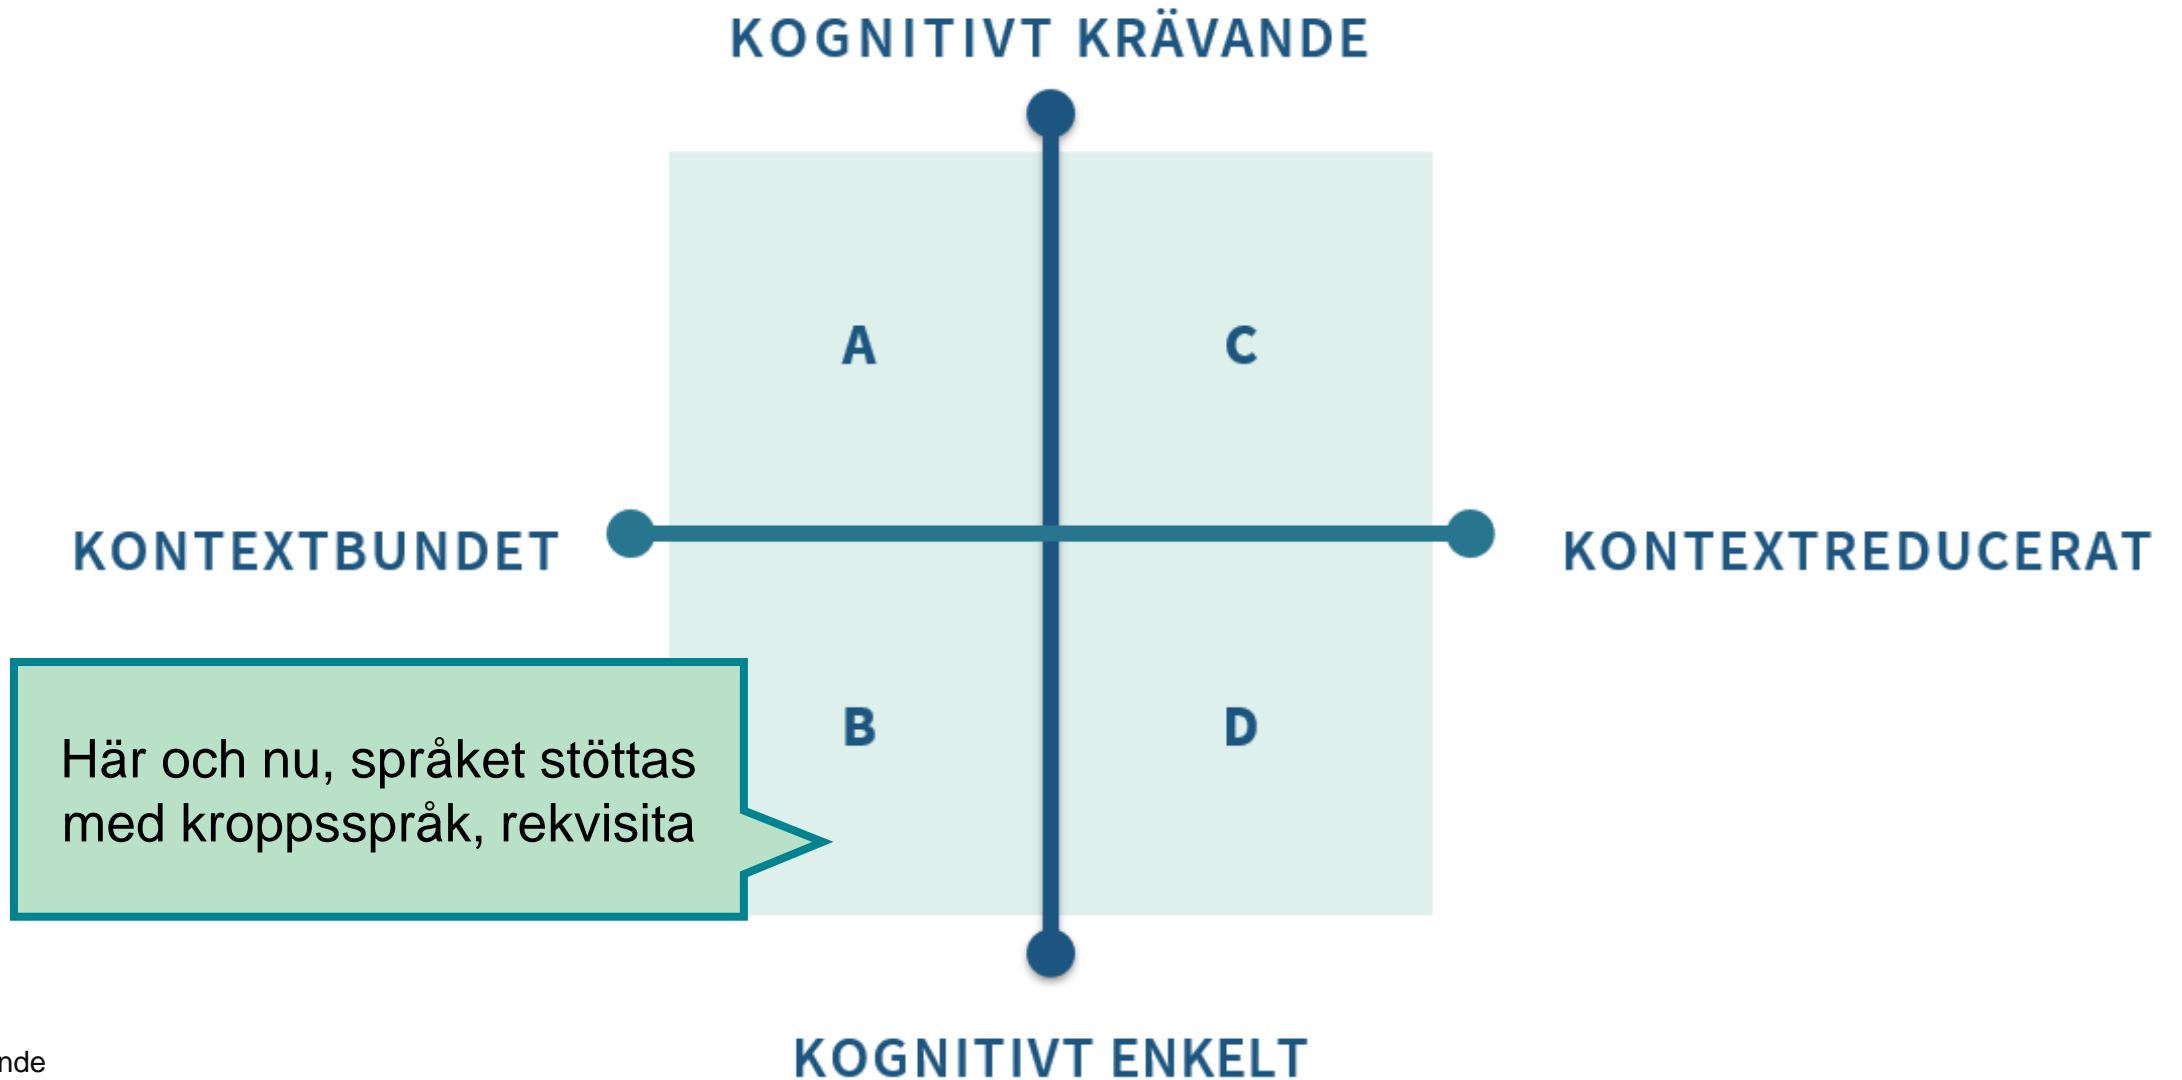 KOGNITIVT KRÄVANDE
A
C
KONTEXTBUNDET
KONTEXTREDUCERAT
B
D
Här och nu, språket stöttas
med kroppsspråk, rekvisita
KOGNITIVT ENKELT